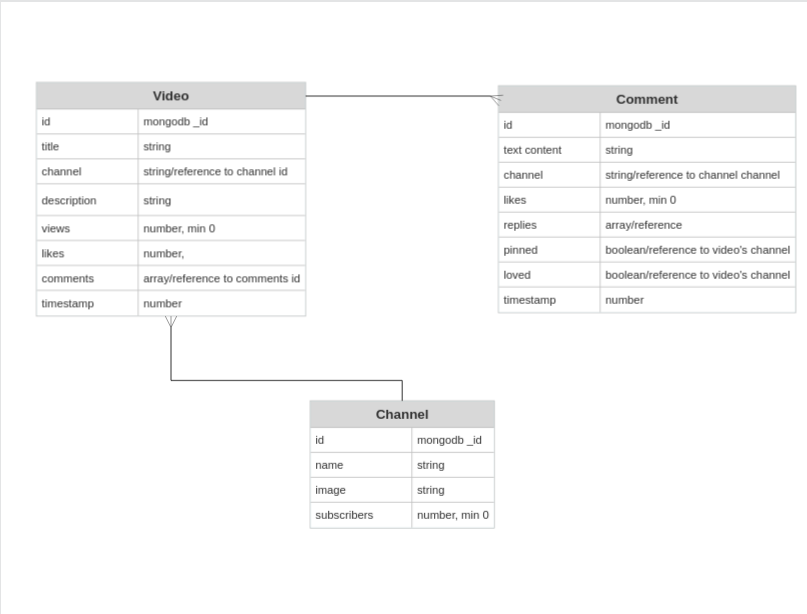 Video
id mongodb _id
title string
channel string/reference to channel id
description string
views number, min 0
likes number,
comments array/reference to comments id
timestamp number
Comment
id mongodb _id
text content string
channel string/reference to channel channel
likes number, min 0
replies array/reference
pinned boolean/reference to video's channel
loved boolean/reference to video's channel
timestamp number
Channel
id mongodb _id
name string
image string
subscribers number, min 0